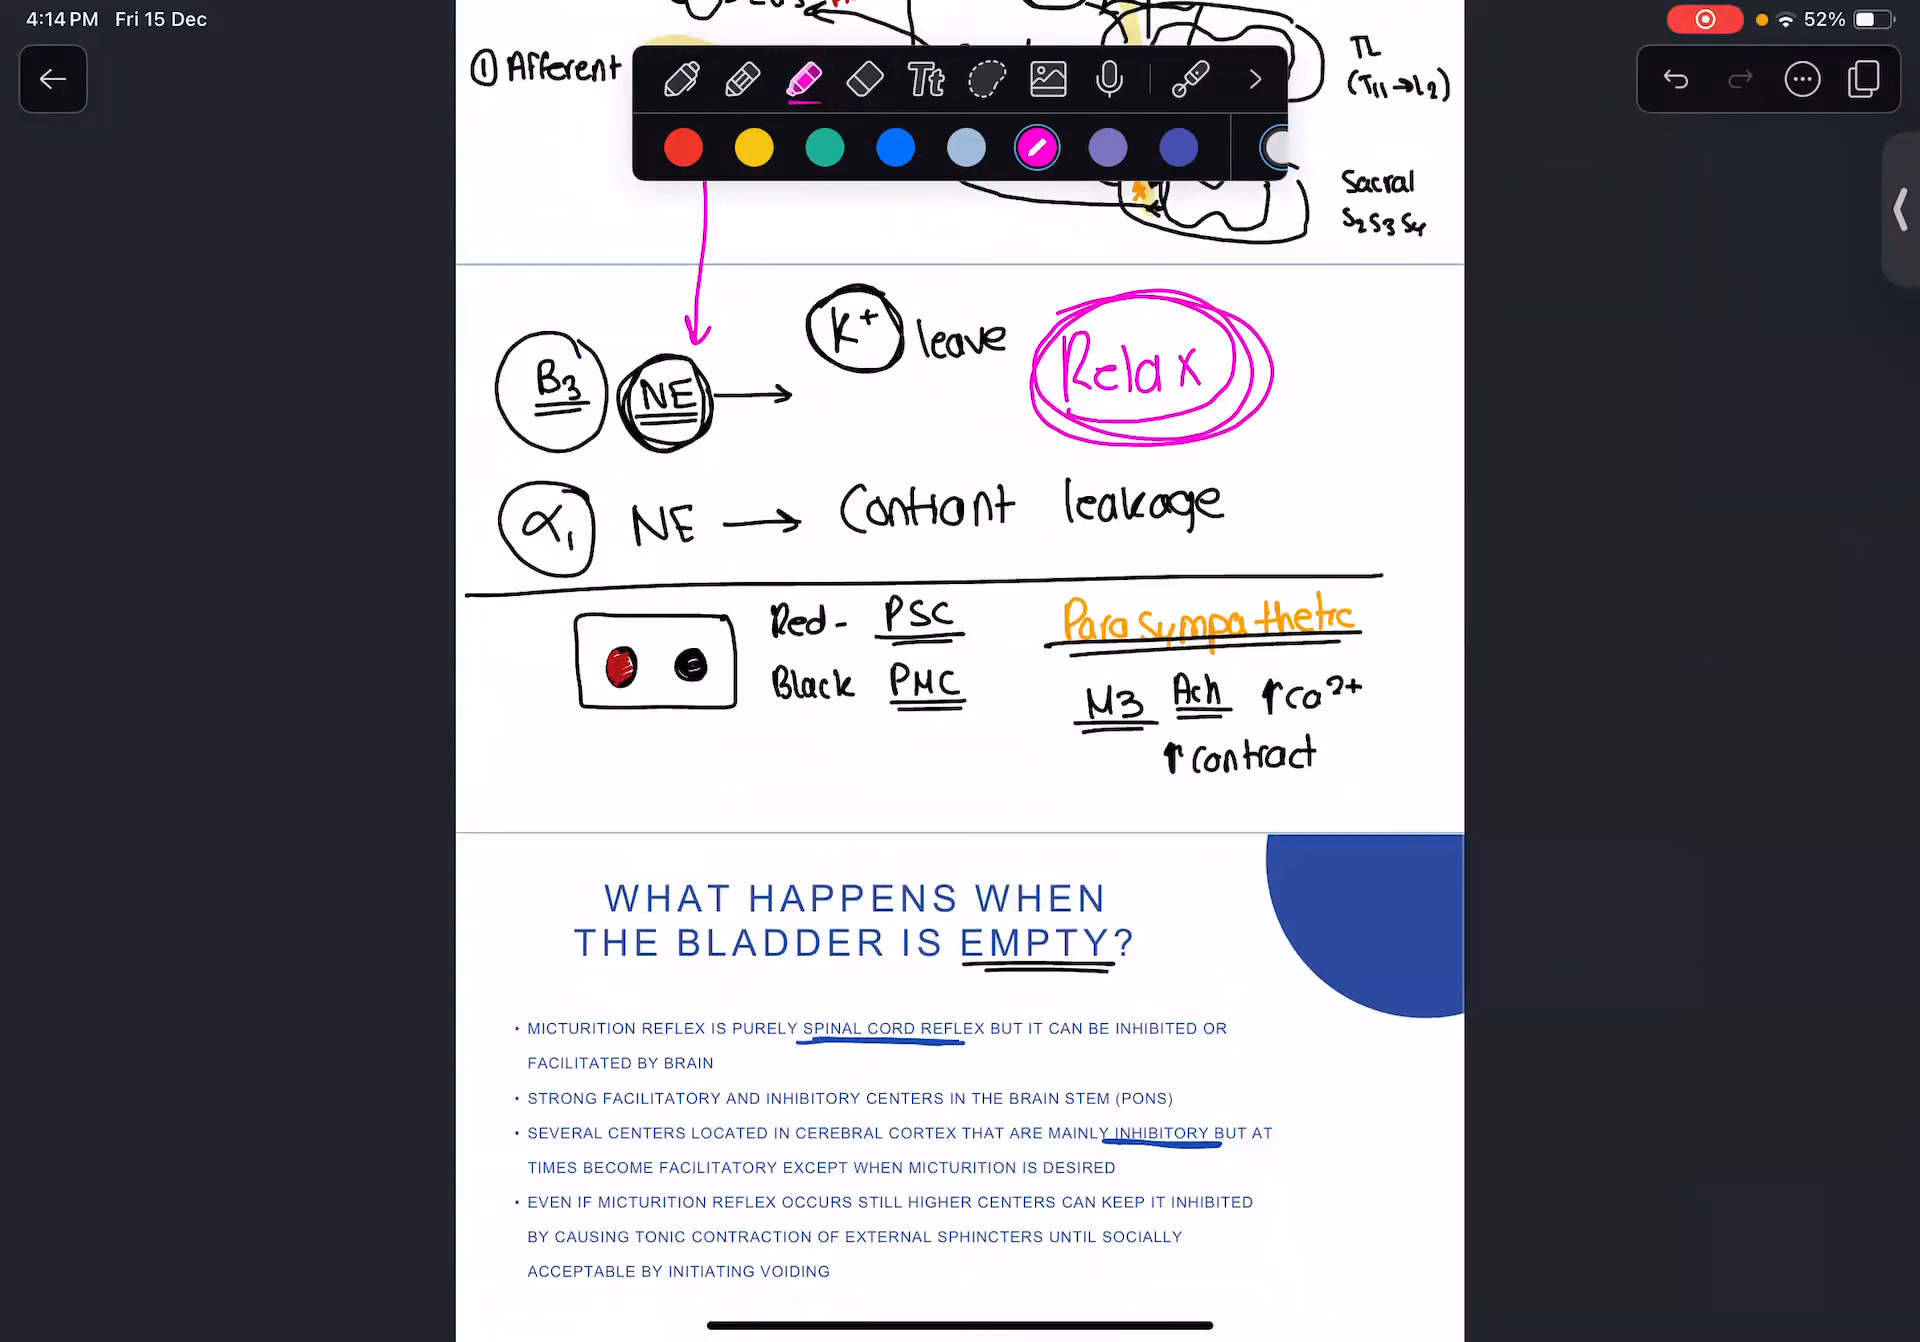 4:14 PM Fri 15 Dec
52%
① Afferent
TL
(T11→L2)
Sacral
S2S3S4
Tt
K+ leave
Relax
B3 NE →
α1 NE → Contriant leakage
Red - PSC
Black PMC
Parasympathetic
M3 Ach ↑Ca2+
↑ contract
WHAT HAPPENS WHEN
THE BLADDER IS EMPTY?
• MICTURITION REFLEX IS PURELY SPINAL CORD REFLEX BUT IT CAN BE INHIBITED OR
FACILITATED BY BRAIN
• STRONG FACILITATORY AND INHIBITORY CENTERS IN THE BRAIN STEM (PONS)
• SEVERAL CENTERS LOCATED IN CEREBRAL CORTEX THAT ARE MAINLY INHIBITORY BUT AT
TIMES BECOME FACILITATORY EXCEPT WHEN MICTURITION IS DESIRED
• EVEN IF MICTURITION REFLEX OCCURS STILL HIGHER CENTERS CAN KEEP IT INHIBITED
BY CAUSING TONIC CONTRACTION OF EXTERNAL SPHINCTERS UNTIL SOCIALLY
ACCEPTABLE BY INITIATING VOIDING